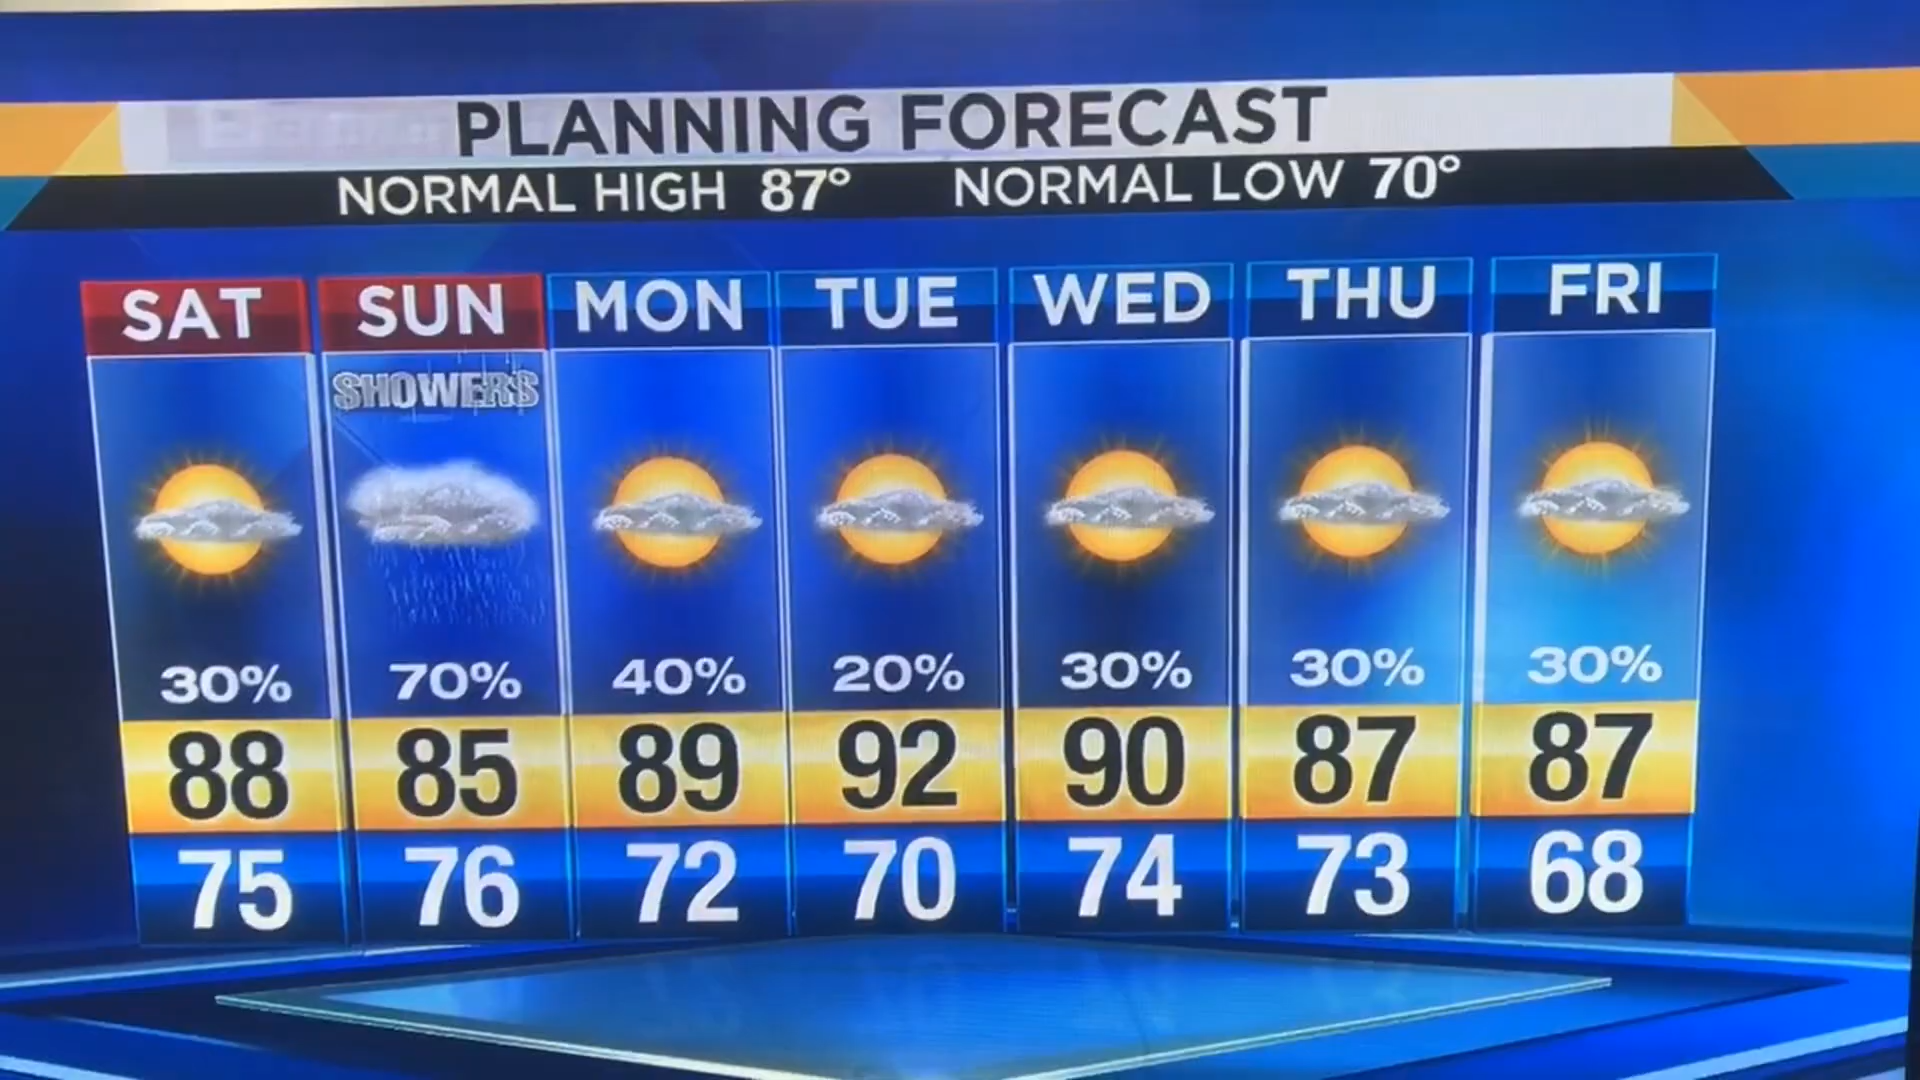 PLANNING FORECAST
NORMAL HIGH 87° NORMAL LOW 70°
SAT SUN MON TUE WED THU FRI
SHOWERS
30% 70% 40% 20% 30% 30% 30%
88 85 89 92 90 87 87
75 76 72 70 74 73 68